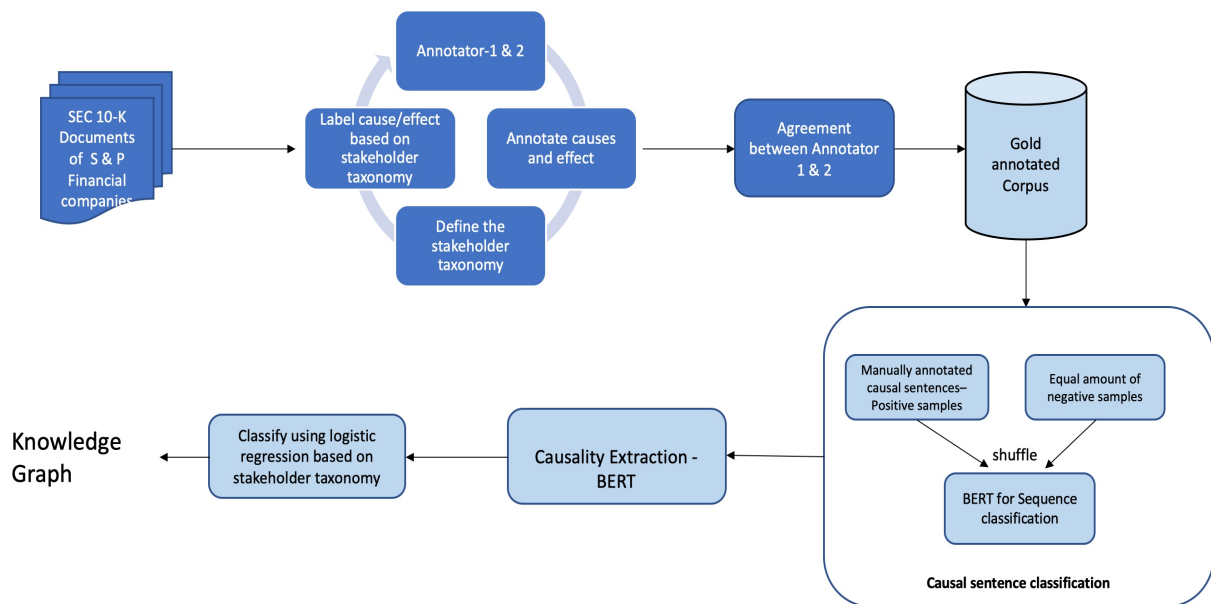 SEC 10-K
Documents
of S & P
Financial
companies
Annotator-1 & 2
Label cause/effect
based on
stakeholder
taxonomy
Annotate causes
and effect
Define the
stakeholder
taxonomy
Agreement
between Annotator
1 & 2
Gold
annotated
Corpus
Manually annotated
causal sentences–
Positive samples
Equal amount of
negative samples
shuffle
BERT for Sequence
classification
Causal sentence classification
Causality Extraction -
BERT
Classify using logistic
regression based on
stakeholder taxonomy
Knowledge
Graph